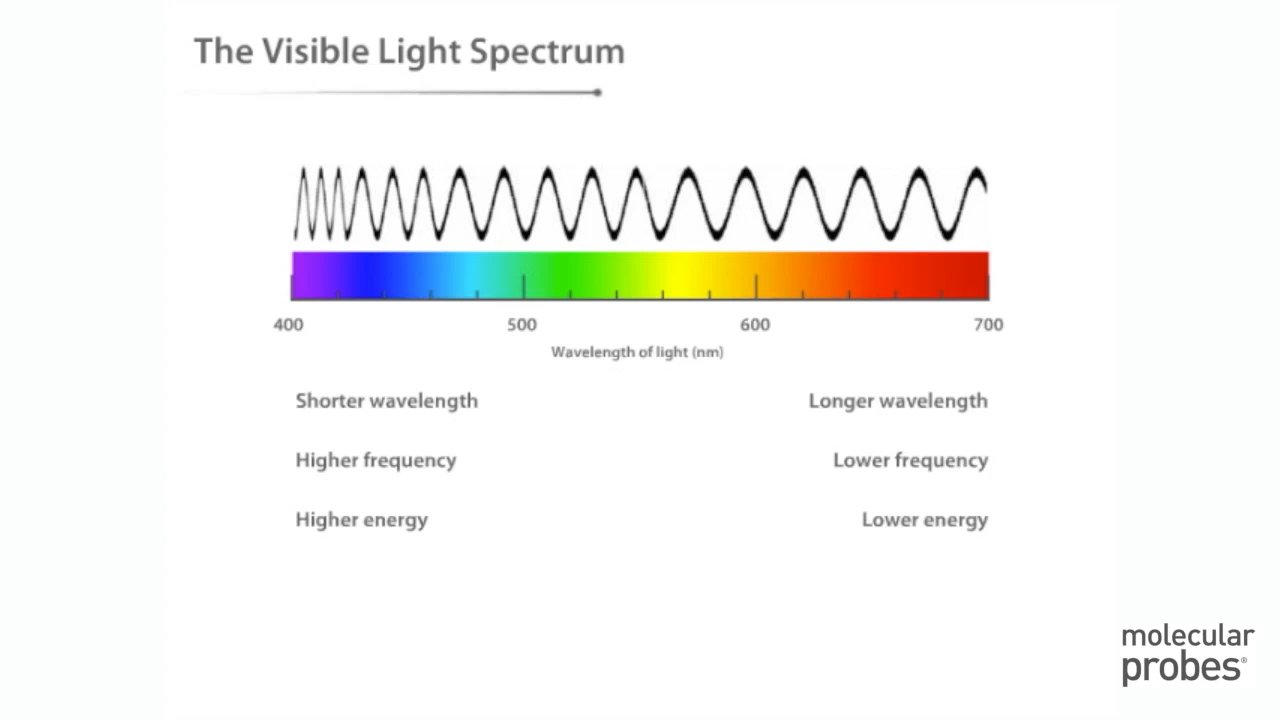 The Visible Light Spectrum
400 500 600 700
Wavelength of light (nm)
Shorter wavelength Longer wavelength
Higher frequency Lower frequency
Higher energy Lower energy
molecular
probes®